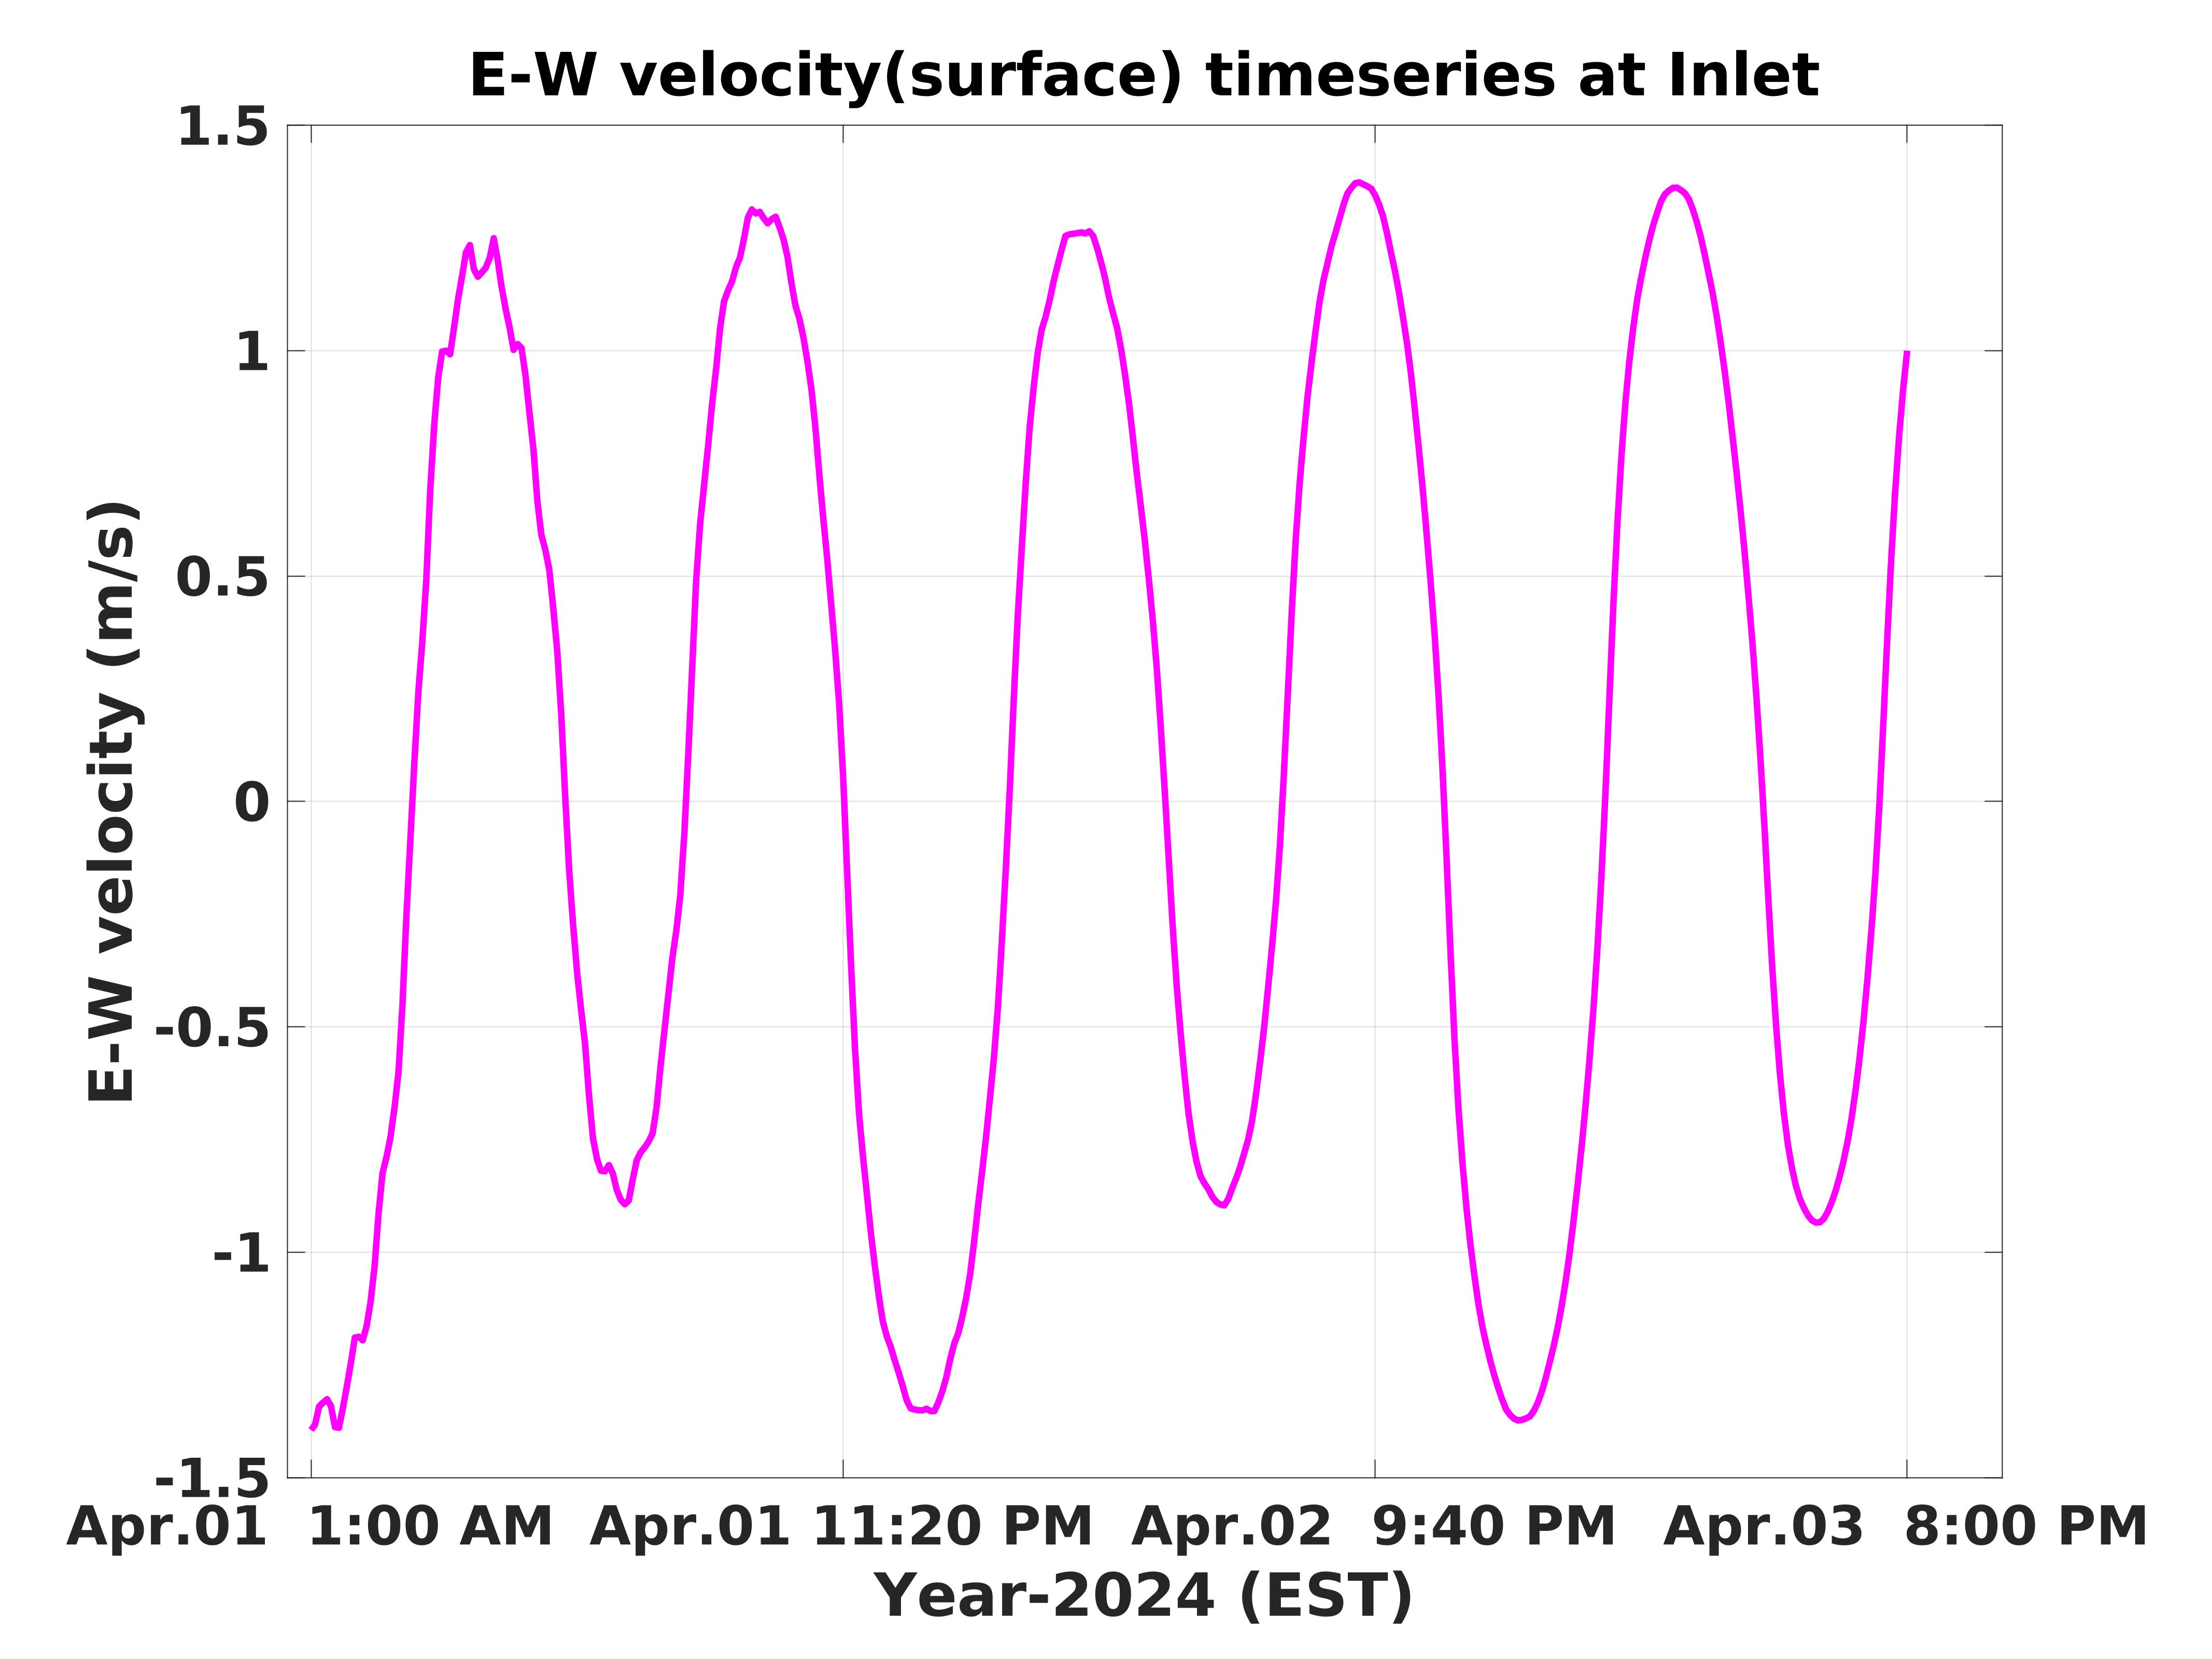 E-W velocity(surface) timeseries at Inlet
E-W velocity (m/s)
1.5
1
0.5
0
-0.5
-1
-1.5
Apr.01 1:00 AM Apr.01 11:20 PM Apr.02 9:40 PM Apr.03 8:00 PM
Year-2024 (EST)